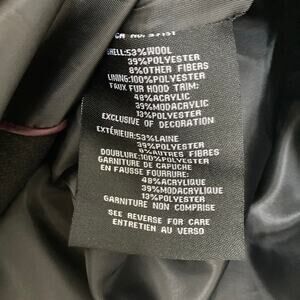 SHELL:53%WOOL
39%POLYESTER
8%OTHER FIBERS
LINING:100%POLYESTER
FAUX FUR HOOD TRIM:
48%ACRYLIC
39%MODACRYLIC
13%POLYESTER
EXCLUSIVE OF DECORATION
EXTÉRIEUR:53%LAINE
39%POLYESTER
8%AUTRES FIBRES
DOUBLURE:100%POLYESTER
GARNITURE DE CAPUCHE
EN FAUSSE FOURRURE:
48%ACRYLIQUE
39%MODACRYLIQUE
13%POLYESTER
GARNITURE NON COMPRISE
SEE REVERSE FOR CARE
ENTRETIEN AU VERSO